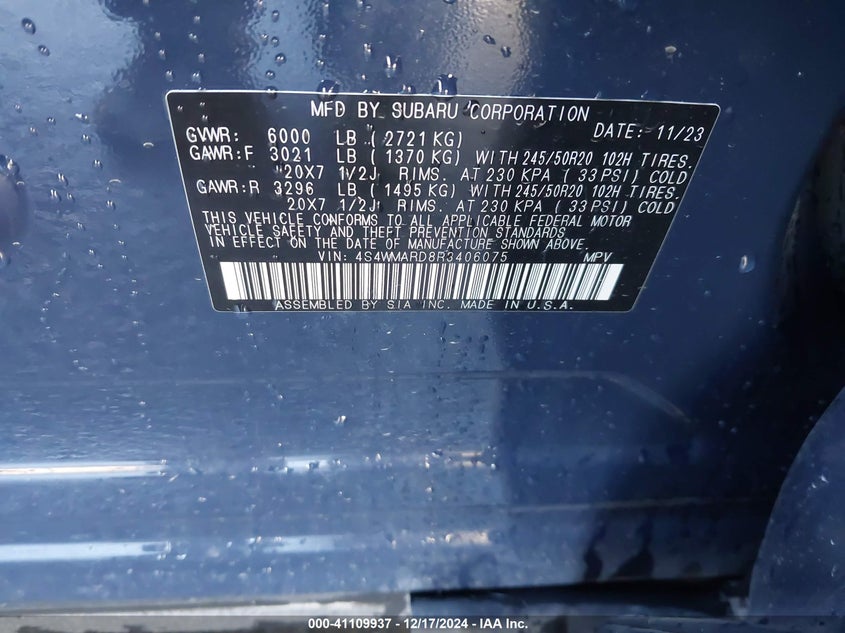 MFD BY SUBARU CORPORATION
DATE: 11/23
GVWR: 6000 LB ( 2721 KG)
GAWR:F 3021 LB ( 1370 KG) WITH 245/50R20 102H TIRES.
20X7 1/2J RIMS. AT 230 KPA ( 33 PSI) COLD
GAWR:R 3296 LB ( 1495 KG) WITH 245/50R20 102H TIRES.
20X7 1/2J RIMS. AT 230 KPA ( 33 PSI) COLD
THIS VEHICLE CONFORMS TO ALL APPLICABLE FEDERAL MOTOR
VEHICLE SAFETY AND THEFT PREVENTION STANDARDS
IN EFFECT ON THE DATE OF MANUFACTURE SHOWN ABOVE.
VIN: 4S4WMARD8R3406075 MPV
ASSEMBLED BY SIA INC. MADE IN U.S.A.
000-41109937 - 12/17/2024 - IAA Inc.